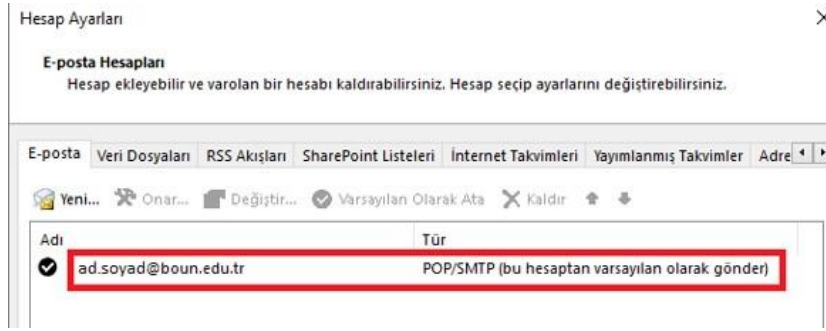 Hesap Ayarları
E-posta Hesapları
Hesap ekleyebilir ve varolan bir hesabı kaldırabilirsiniz. Hesap seçip ayarlarını değiştirebilirsiniz.
E-posta Veri Dosyaları RSS Akışları SharePoint Listeleri İnternet Takvimleri Yayımlanmış Takvimler Adre
Yeni... Onar... Değiştir... Varsayılan Olarak Ata Kaldır
Adı Tür
ad.soyad@boun.edu.tr POP/SMTP (bu hesaptan varsayılan olarak gönder)